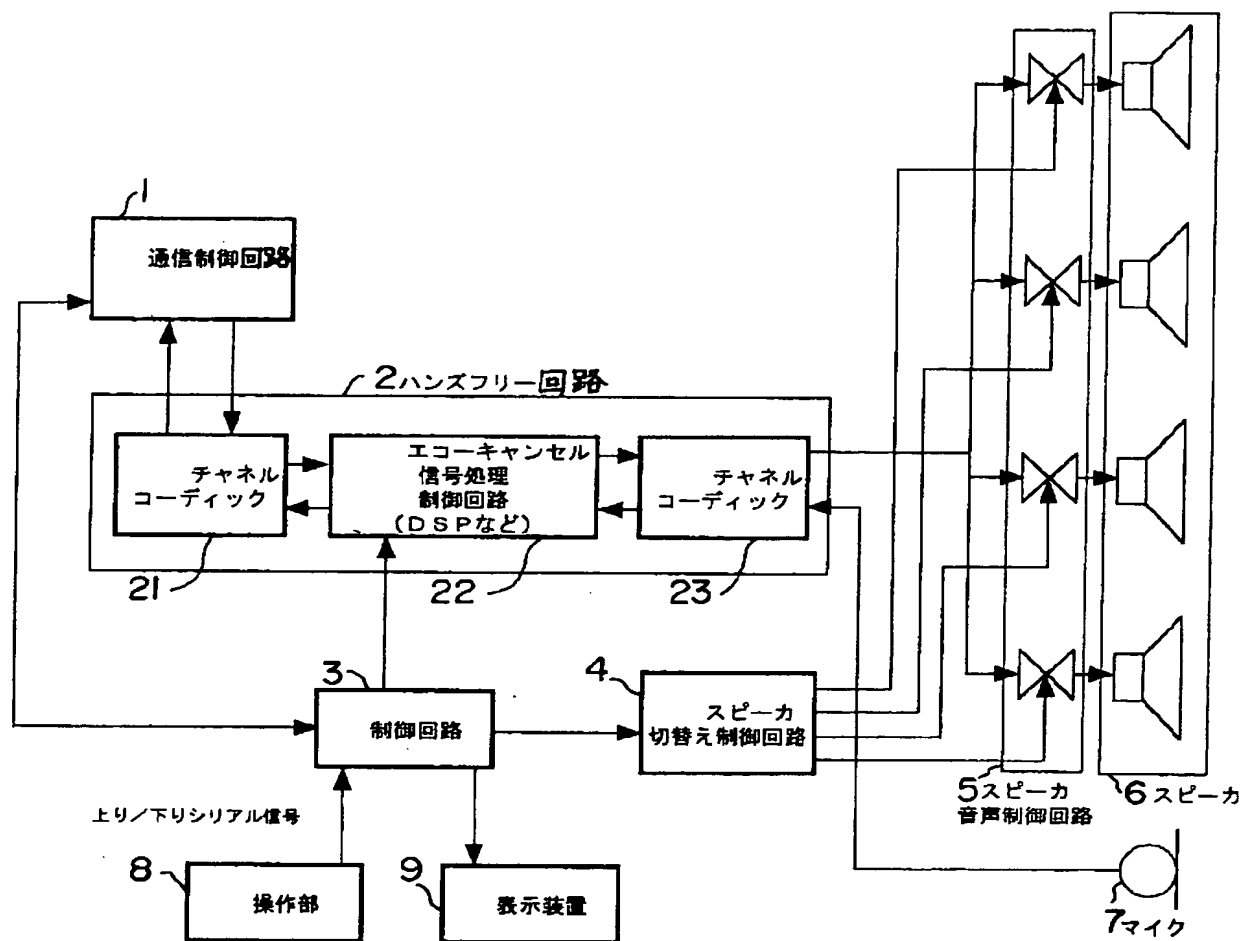 1
通信制御回路
2ハンズフリー回路
チャネル
コーディック
エコーキャンセル
信号処理
制御回路
(DSPなど)
チャネル
コーディック
21
22
23
3
制御回路
4
スピーカ
切替え制御回路
5スピーカ
音声制御回路
6スピーカ
上り/下りシリアル信号
8
操作部
9
表示装置
7マイク